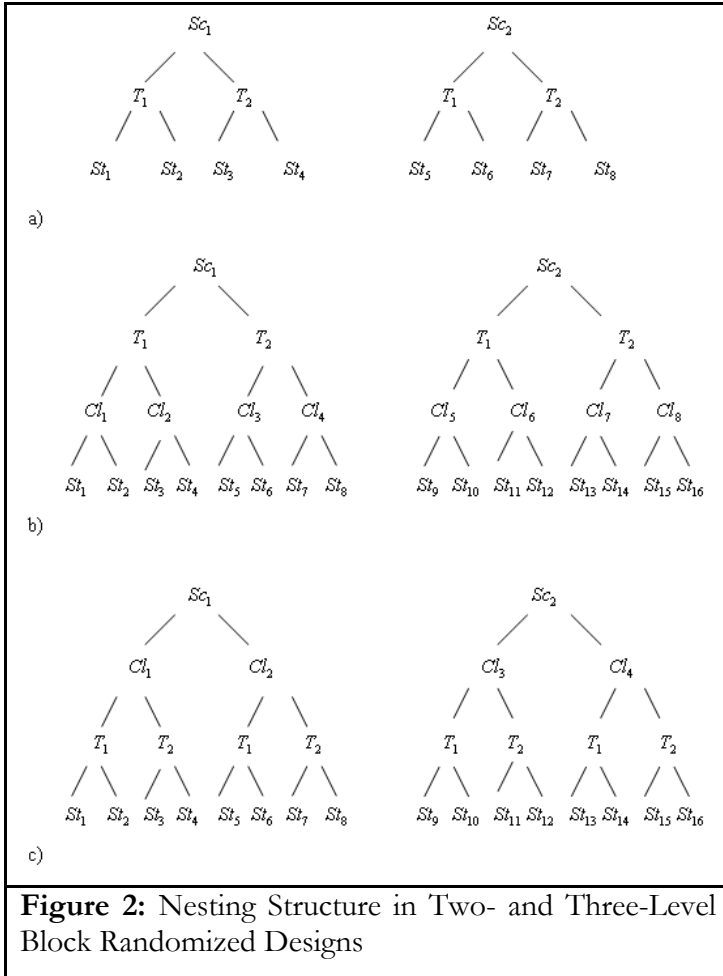 Sc₁ Sc₂
T₁ T₂ T₁ T₂
St₁ St₂ St₃ St₄ St₅ St₆ St₇ St₈
a)
Sc₁ Sc₂
T₁ T₂ T₁ T₂
Cl₁ Cl₂ Cl₃ Cl₄ Cl₅ Cl₆ Cl₇ Cl₈
St₁ St₂ St₃ St₄ St₅ St₆ St₇ St₈ St₉ St₁₀ St₁₁ St₁₂ St₁₃ St₁₄ St₁₅ St₁₆
b)
Sc₁ Sc₂
Cl₁ Cl₂ Cl₃ Cl₄
T₁ T₂ T₁ T₂ T₁ T₂ T₁ T₂
St₁ St₂ St₃ St₄ St₅ St₆ St₇ St₈ St₉ St₁₀ St₁₁ St₁₂ St₁₃ St₁₄ St₁₅ St₁₆
c)
Figure 2: Nesting Structure in Two- and Three-Level
Block Randomized Designs